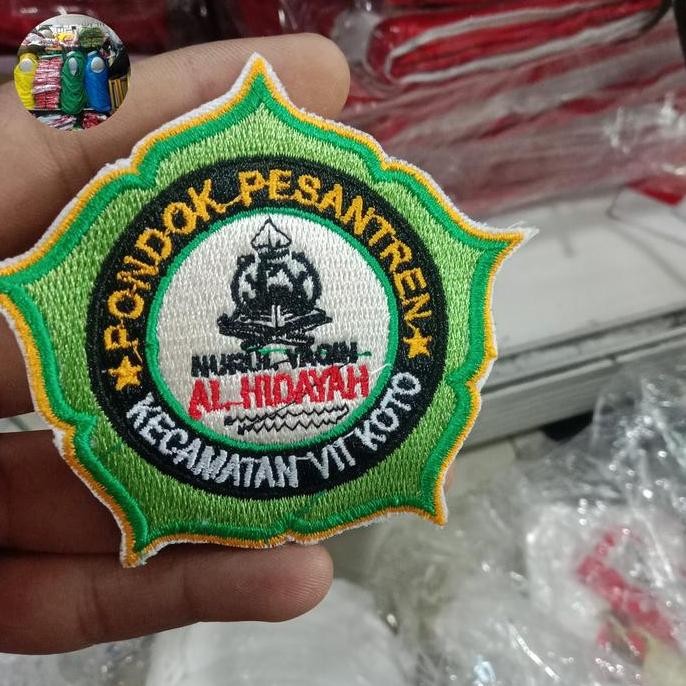 PONDOK PESANTREN
NURUL YAQIN
AL HIDAYAH
KECAMATAN VII KOTO